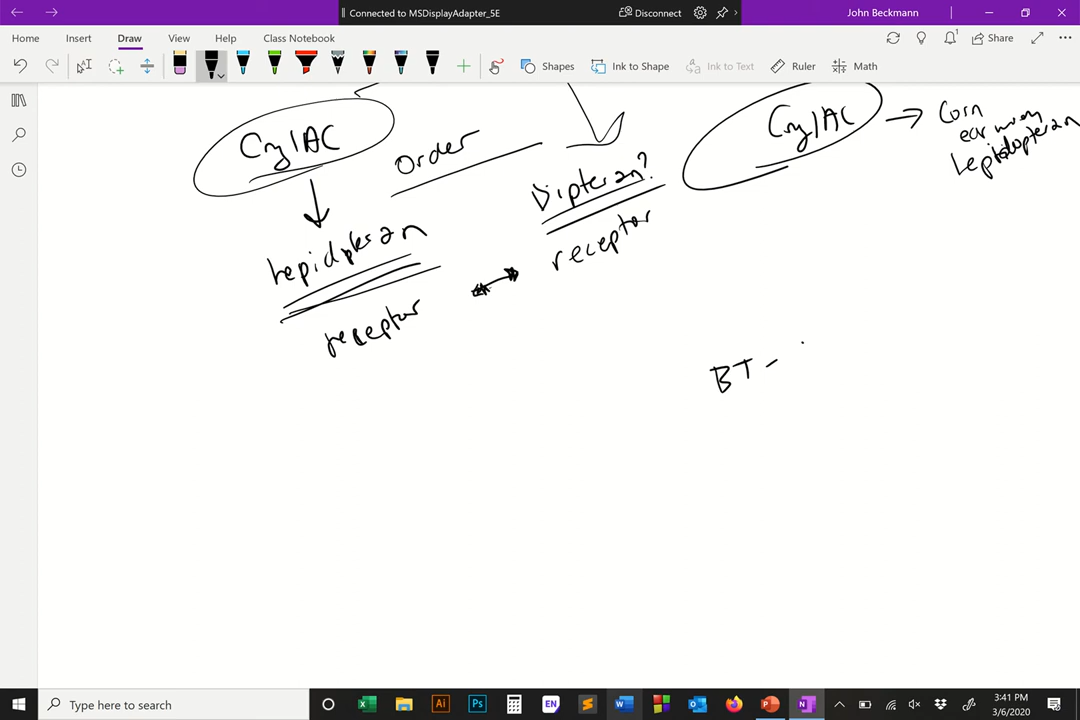 Connected to MSDisplayAdapter_5E
Disconnect
John Beckmann
Home Insert Draw View Help Class Notebook
Share
Shapes
Ink to Shape
Ink to Text
Ruler
Math
Cry1AC
Order
Dipteran?
receptor
Cry1AC
Corn
ear worm
Lepidopteran
lepidpteran
receptor
BT -
Type here to search
EN
3:41 PM
3/6/2020